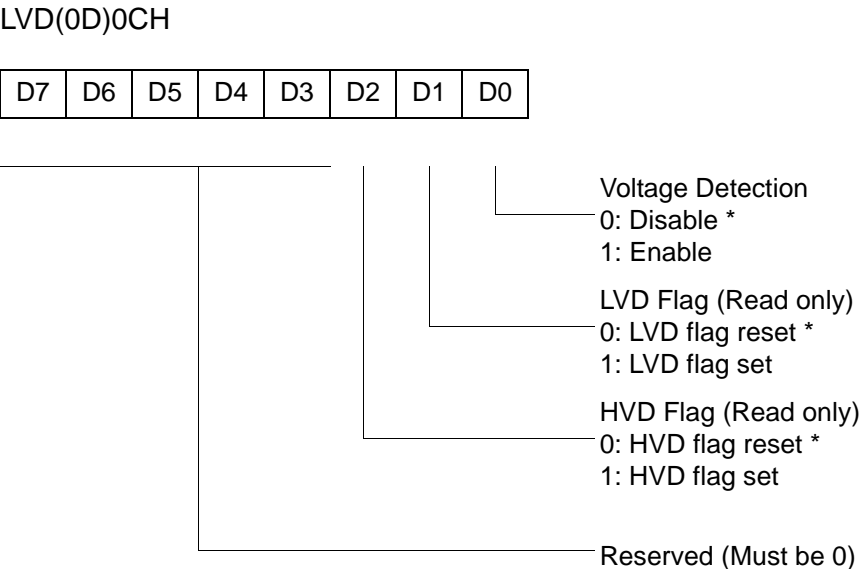 LVD(0D)0CH
D7 D6 D5 D4 D3 D2 D1 D0
Voltage Detection
0: Disable *
1: Enable
LVD Flag (Read only)
0: LVD flag reset *
1: LVD flag set
HVD Flag (Read only)
0: HVD flag reset *
1: HVD flag set
Reserved (Must be 0)